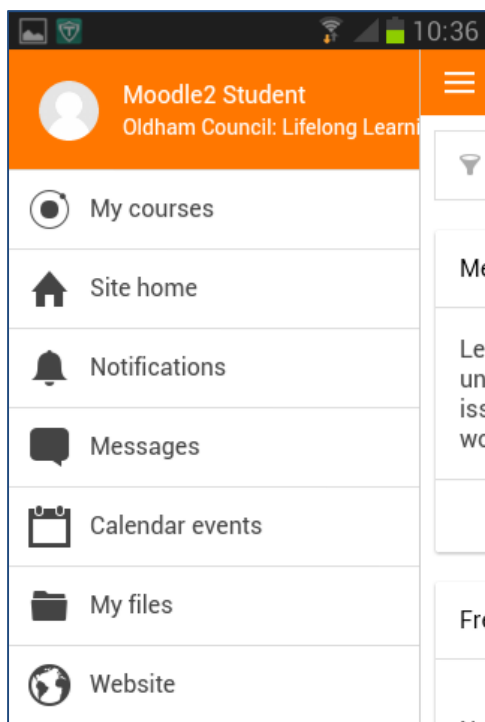 10:36
Moodle2 Student
Oldham Council: Lifelong Learni
My courses
Site home
Notifications
Messages
Calendar events
My files
Website
Me
Le
un
iss
wo
Fre